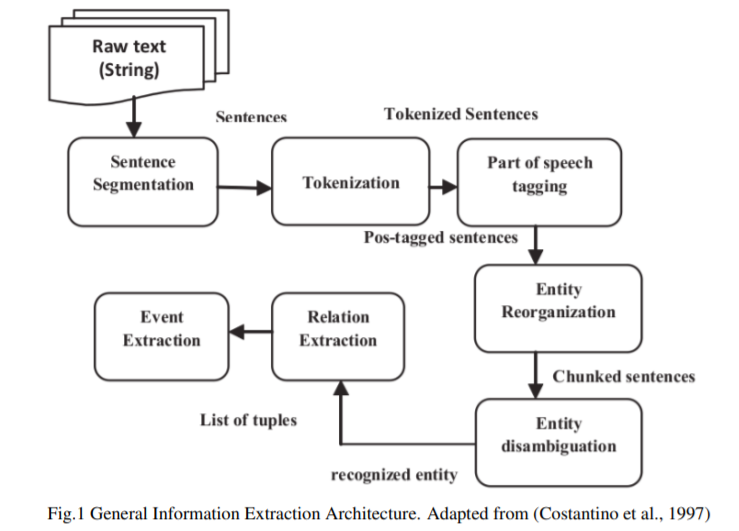 Raw text
(String)
Sentences
Tokenized Sentences
Sentence
Segmentation
Tokenization
Part of speech
tagging
Pos-tagged sentences
Entity
Reorganization
Chunked sentences
Entity
disambiguation
recognized entity
List of tuples
Relation
Extraction
Event
Extraction
Fig.1 General Information Extraction Architecture. Adapted from (Costantino et al., 1997)